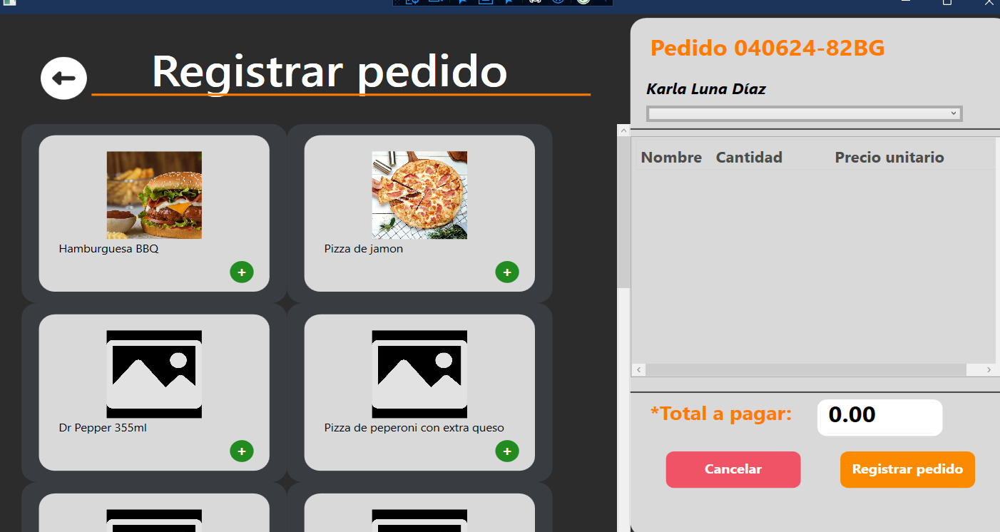 Registrar pedido
Hamburguesa BBQ
+
Pizza de jamon
+
Dr Pepper 355ml
+
Pizza de peperoni con extra queso
+
Pedido 040624-82BG
Karla Luna Díaz
Nombre Cantidad Precio unitario
*Total a pagar: 0.00
Cancelar Registrar pedido